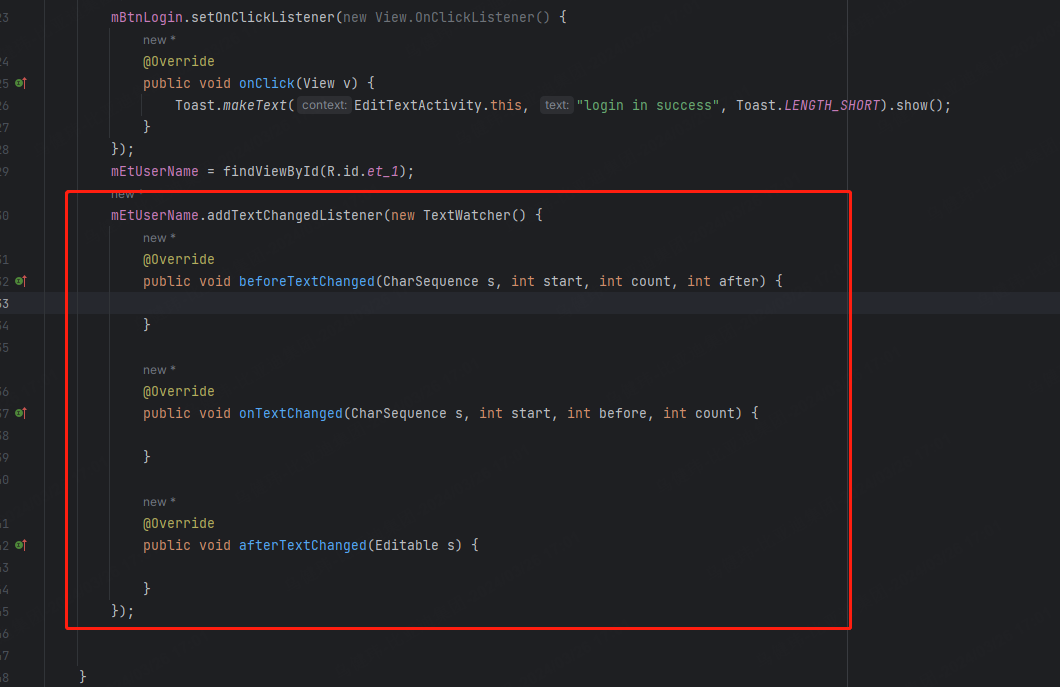 23 mBtnLogin.setOnClickListener(new View.OnClickListener() {
new *
24 @Override
25 public void onClick(View v) {
26 Toast.makeText( context: EditTextActivity.this, text: "login in success", Toast.LENGTH_SHORT).show();
27 }
28 });
29 mEtUserName = findViewById(R.id.et_1);
new *
30 mEtUserName.addTextChangedListener(new TextWatcher() {
new *
31 @Override
32 public void beforeTextChanged(CharSequence s, int start, int count, int after) {
33
34 }
35
new *
36 @Override
37 public void onTextChanged(CharSequence s, int start, int before, int count) {
38
39 }
40
new *
41 @Override
42 public void afterTextChanged(Editable s) {
43
44 }
45 });
46
47
48 }